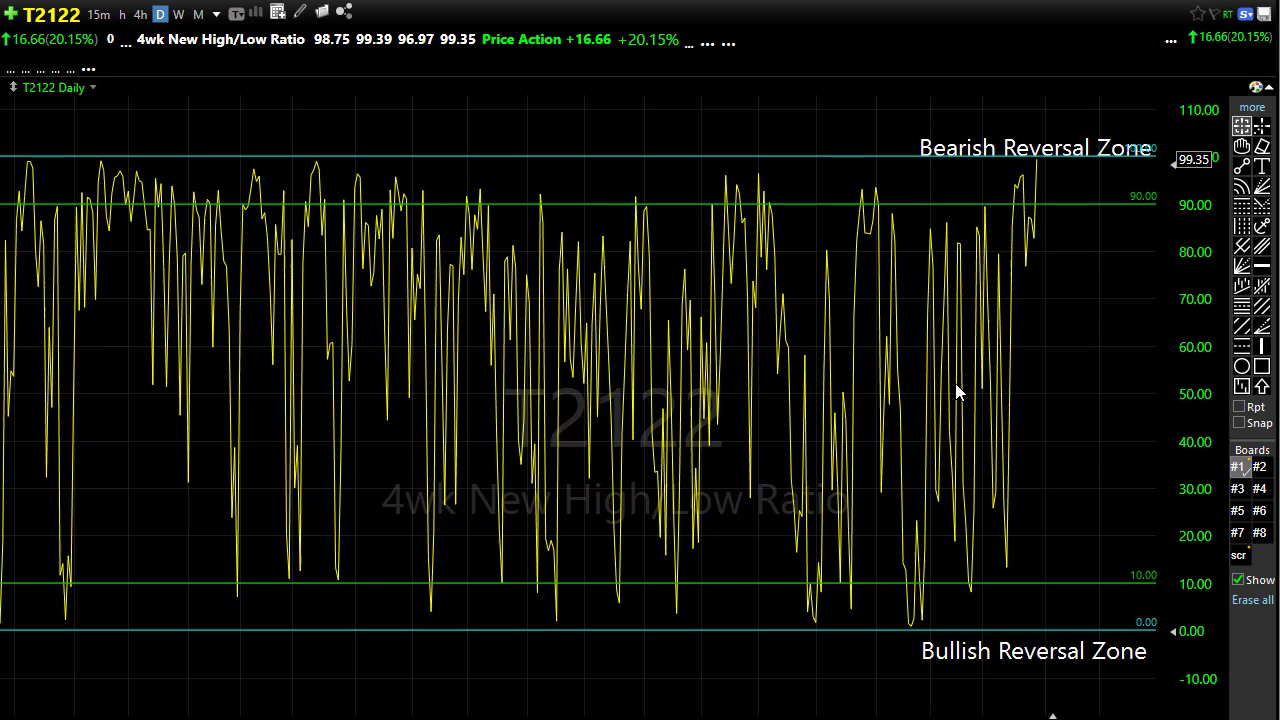 T2122 15m h 4h D W M T RT S
↑16.66(20.15%) 0 ... 4wk New High/Low Ratio 98.75 99.39 96.97 99.35 Price Action +16.66 +20.15% ... ... ... ... ↑16.66(20.15%)
... ... ... ... ... ...
T2122 Daily
more
110.00
Bearish Reversal Zone
99.35
90.00 90.00
80.00
70.00
60.00
50.00
40.00
30.00
20.00
10.00 10.00
0.00 0.00
-10.00
T2122
4wk New High/Low Ratio
Bullish Reversal Zone
Rpt
Snap
Boards
#1 #2
#3 #4
#5 #6
#7 #8
scr
Show
Erase all